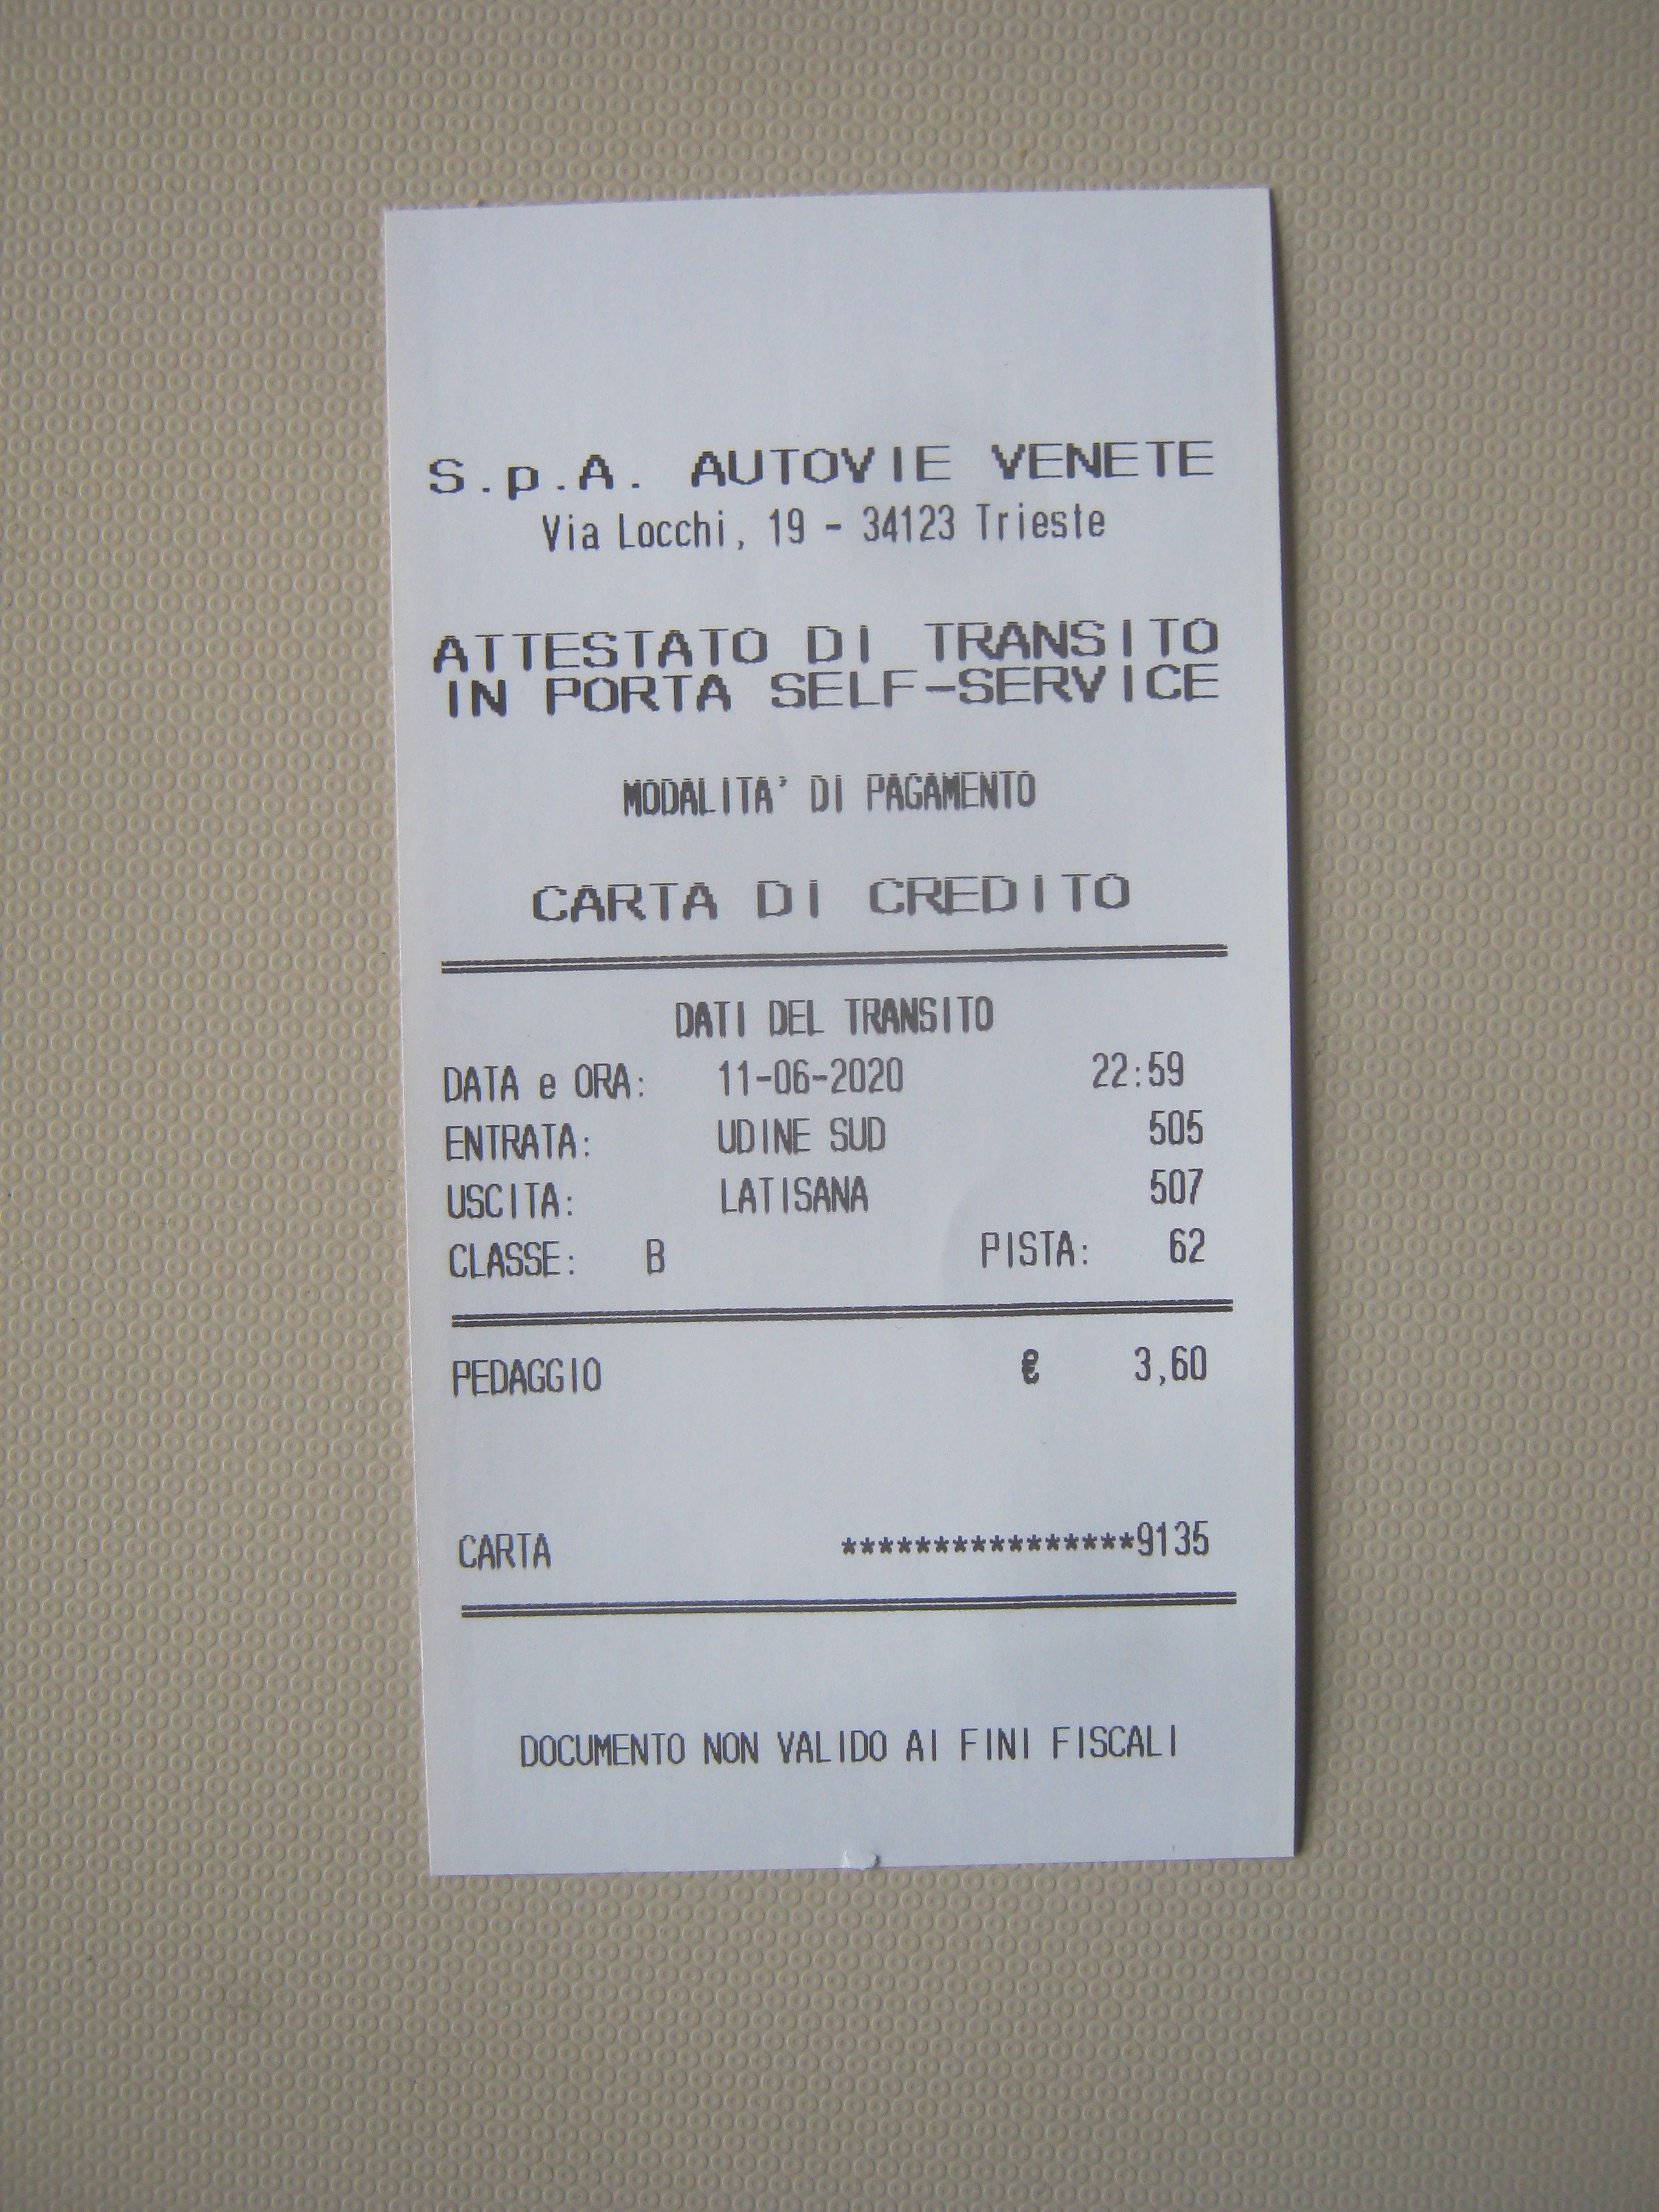 S.p.A. AUTOVIE VENETE
Via Locchi, 19 - 34123 Trieste
ATTESTATO DI TRANSITO
IN PORTA SELF-SERVICE
MODALITA' DI PAGAMENTO
CARTA DI CREDITO
DATI DEL TRANSITO
DATA e ORA: 11-06-2020 22:59
ENTRATA: UDINE SUD 505
USCITA: LATISANA 507
CLASSE: B PISTA: 62
PEDAGGIO € 3,60
CARTA ****************9135
DOCUMENTO NON VALIDO AI FINI FISCALI